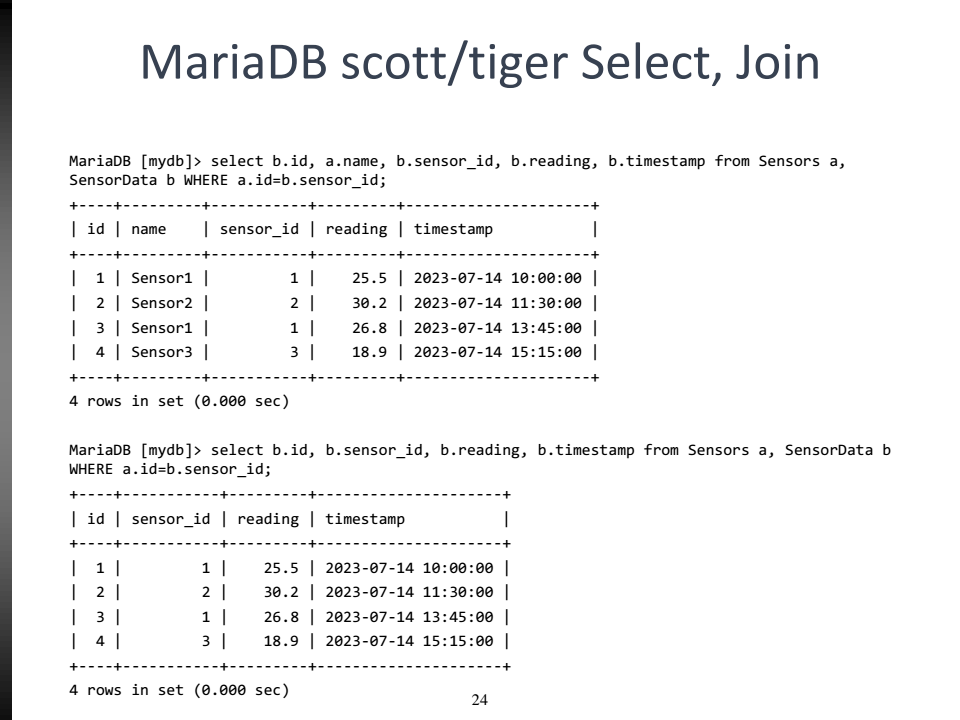 MariaDB scott/tiger Select, Join
MariaDB [mydb]> select b.id, a.name, b.sensor_id, b.reading, b.timestamp from Sensors a,
SensorData b WHERE a.id=b.sensor_id;
+----+---------+-----------+---------+---------------------+
| id | name    | sensor_id | reading | timestamp           |
+----+---------+-----------+---------+---------------------+
|  1 | Sensor1 |         1 |    25.5 | 2023-07-14 10:00:00 |
|  2 | Sensor2 |         2 |    30.2 | 2023-07-14 11:30:00 |
|  3 | Sensor1 |         1 |    26.8 | 2023-07-14 13:45:00 |
|  4 | Sensor3 |         3 |    18.9 | 2023-07-14 15:15:00 |
+----+---------+-----------+---------+---------------------+
4 rows in set (0.000 sec)
MariaDB [mydb]> select b.id, b.sensor_id, b.reading, b.timestamp from Sensors a, SensorData b
WHERE a.id=b.sensor_id;
+----+-----------+---------+---------------------+
| id | sensor_id | reading | timestamp           |
+----+-----------+---------+---------------------+
|  1 |         1 |    25.5 | 2023-07-14 10:00:00 |
|  2 |         2 |    30.2 | 2023-07-14 11:30:00 |
|  3 |         1 |    26.8 | 2023-07-14 13:45:00 |
|  4 |         3 |    18.9 | 2023-07-14 15:15:00 |
+----+-----------+---------+---------------------+
4 rows in set (0.000 sec)
24